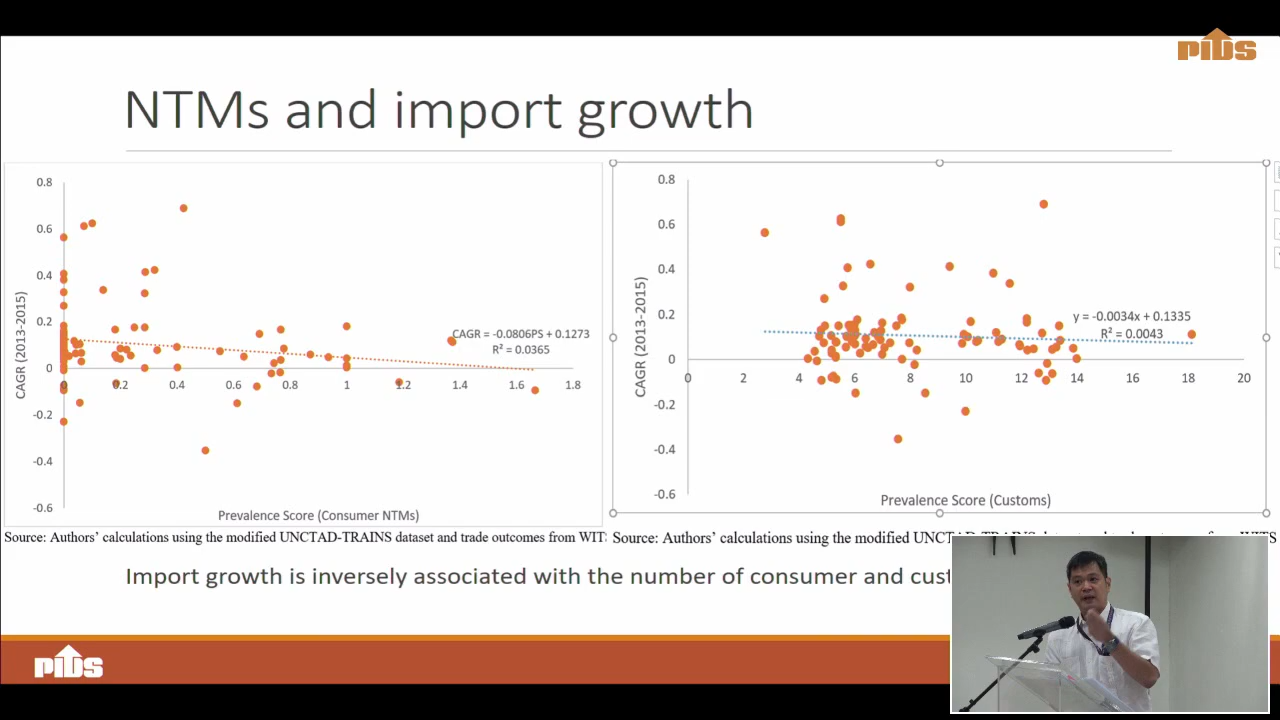 PIDS
NTMs and import growth
0.8
0.6
0.4
0.2
0
-0.2
-0.4
-0.6
0
0.2
0.4
0.6
0.8
1
1.2
1.4
1.6
1.8
CAGR (2013-2015)
CAGR = -0.0806PS + 0.1273
R² = 0.0365
Prevalence Score (Consumer NTMs)
0.8
0.6
0.4
0.2
0
-0.2
-0.4
-0.6
0
2
4
6
8
10
12
14
16
18
20
CAGR (2013-2015)
y = -0.0034x + 0.1335
R² = 0.0043
Prevalence Score (Customs)
Source: Authors' calculations using the modified UNCTAD-TRAINS dataset and trade outcomes from WITS
Source: Authors' calculations using the modified UNCTAD-TRAINS
Import growth is inversely associated with the number of consumer and
PIDS